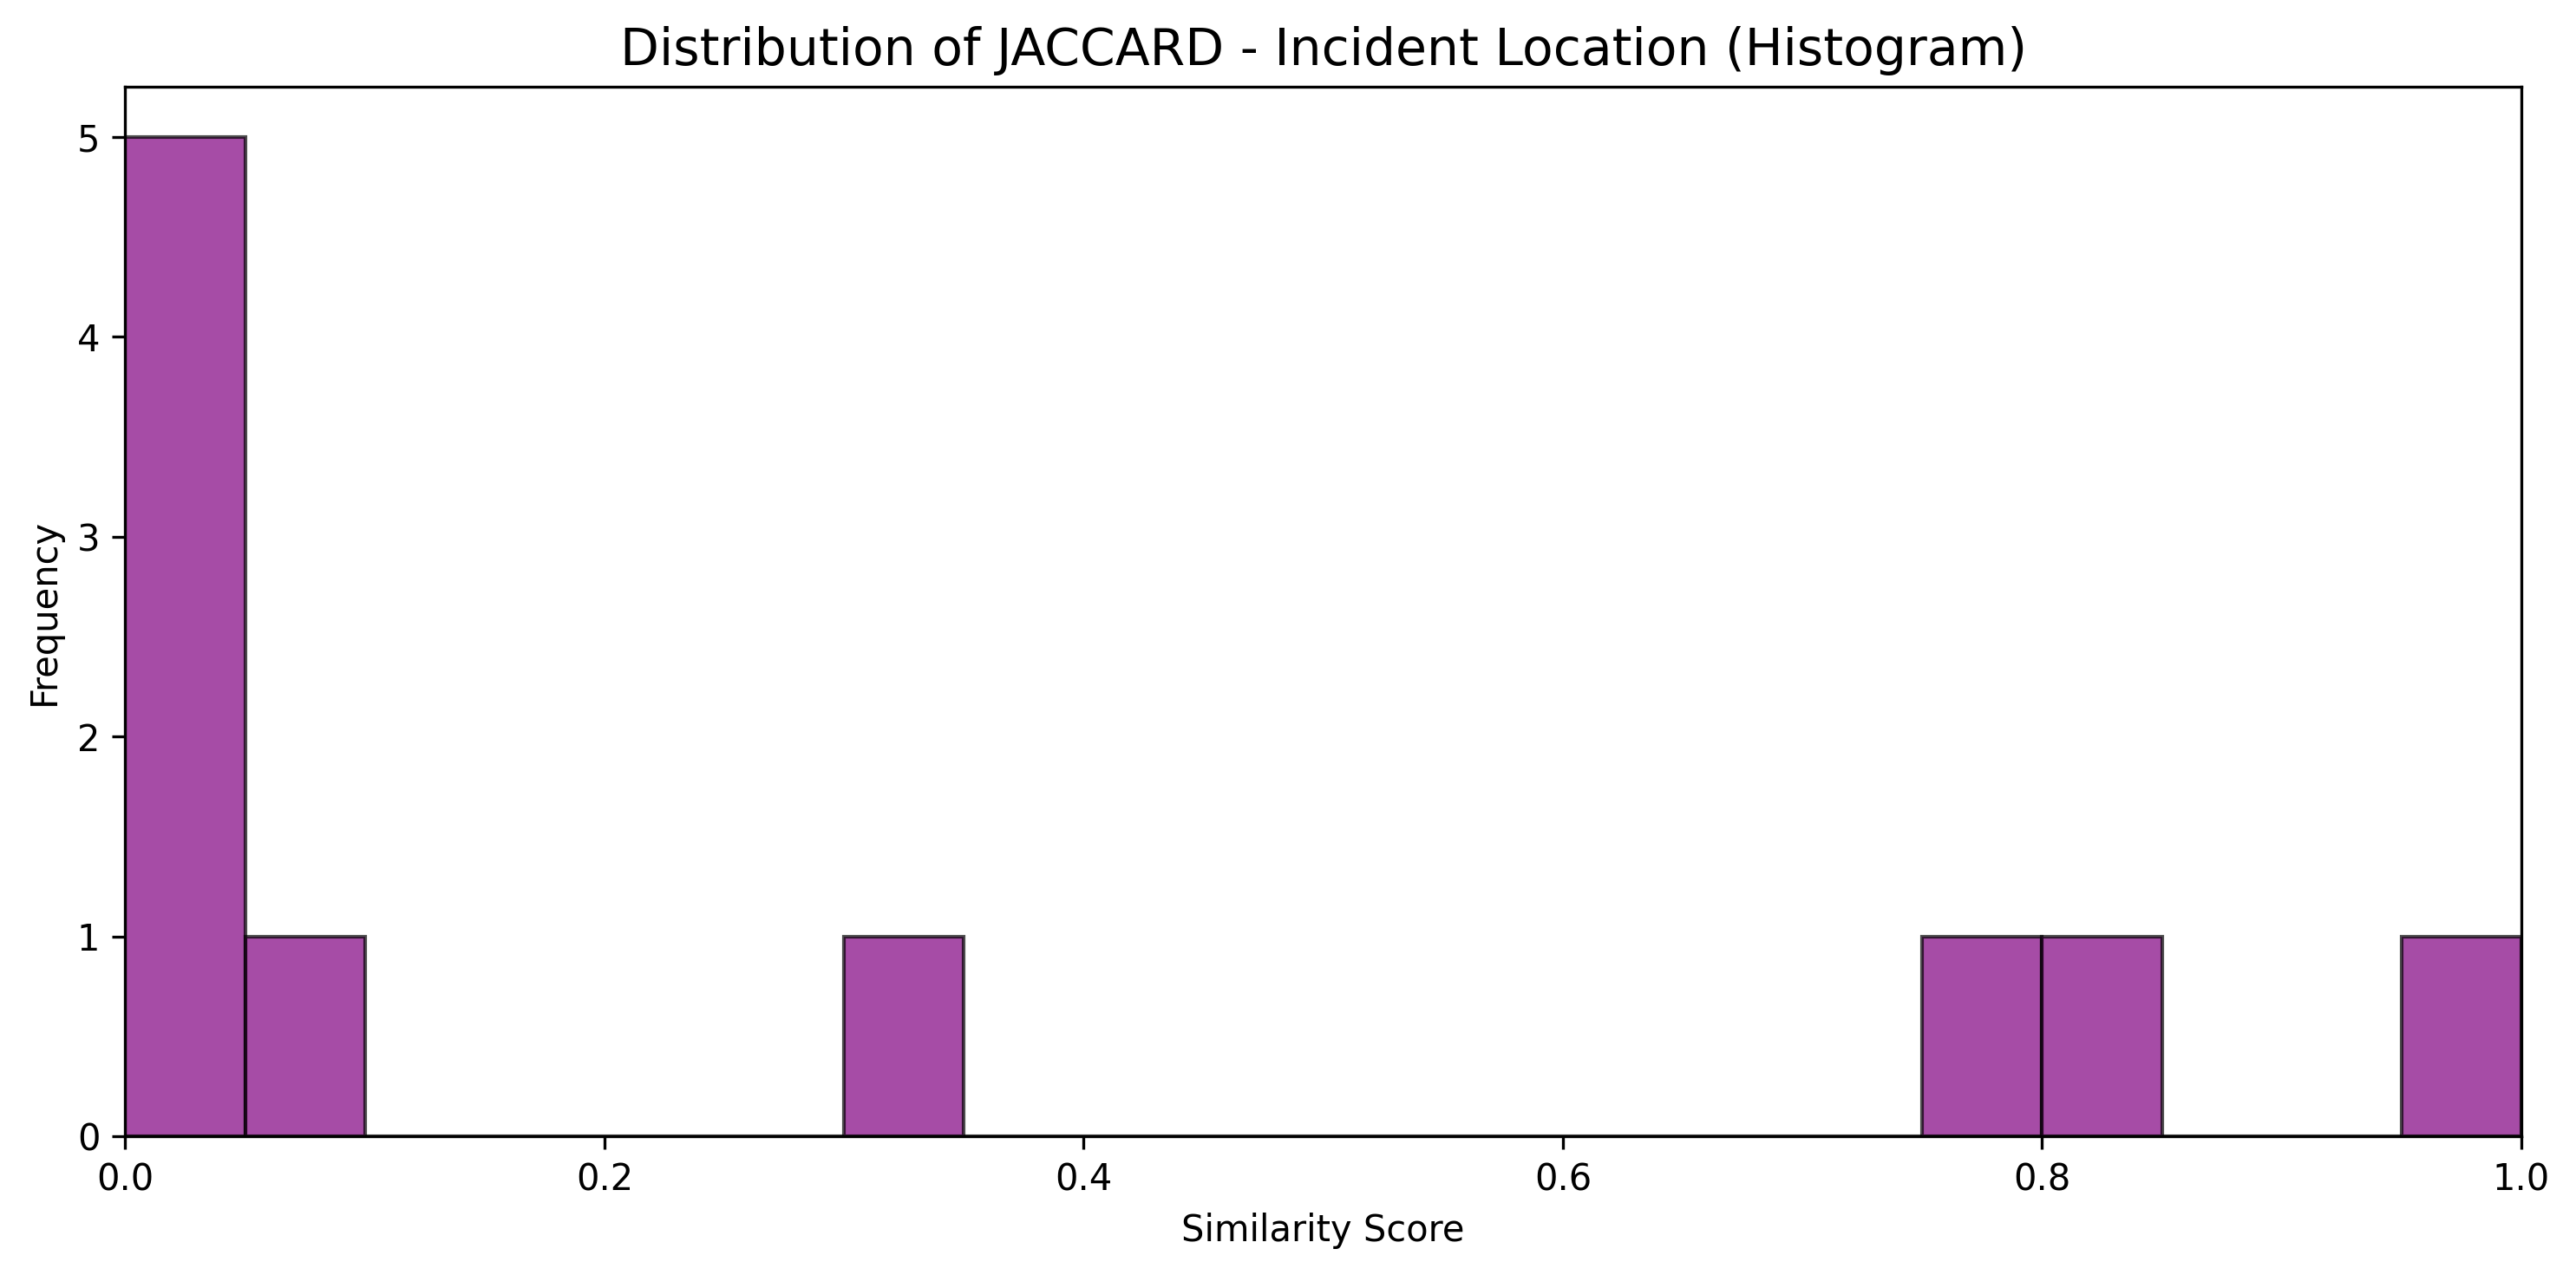 Distribution of JACCARD - Incident Location (Histogram)
5
4
3
2
1
0
Frequency
0.0 0.2 0.4 0.6 0.8 1.0
Similarity Score